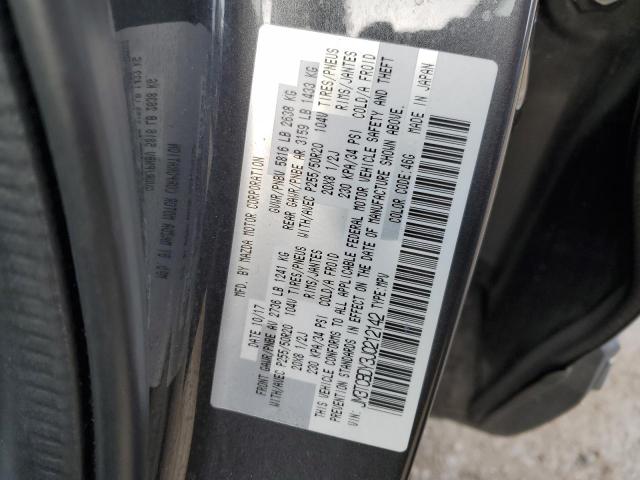 MFD. BY MAZDA MOTOR CORPORATION
DATE 10/17 GVWR/PNBV 5816 LB 2638 KG
FRONT GAWR/PNBE AV 2736 LB 1241 KG REAR GAWR/PNBE AR 3159 LB 1433 KG
WITH/AVEC P255/50R20 104V TIRES/PNEUS WITH/AVEC P255/50R20 104V TIRES/PNEUS
20X8 1/2J RIMS/JANTES 20X8 1/2J RIMS/JANTES
230 KPA/34 PSI COLD/A FROID 230 KPA/34 PSI COLD/A FROID
THIS VEHICLE CONFORMS TO ALL APPLICABLE FEDERAL MOTOR VEHICLE SAFETY AND THEFT
PREVENTION STANDARDS IN EFFECT ON THE DATE OF MANUFACTURE SHOWN ABOVE.
VIN: JM3TCBDY3J0212142 TYPE:MPV COLOR CODE:46G MADE IN JAPAN